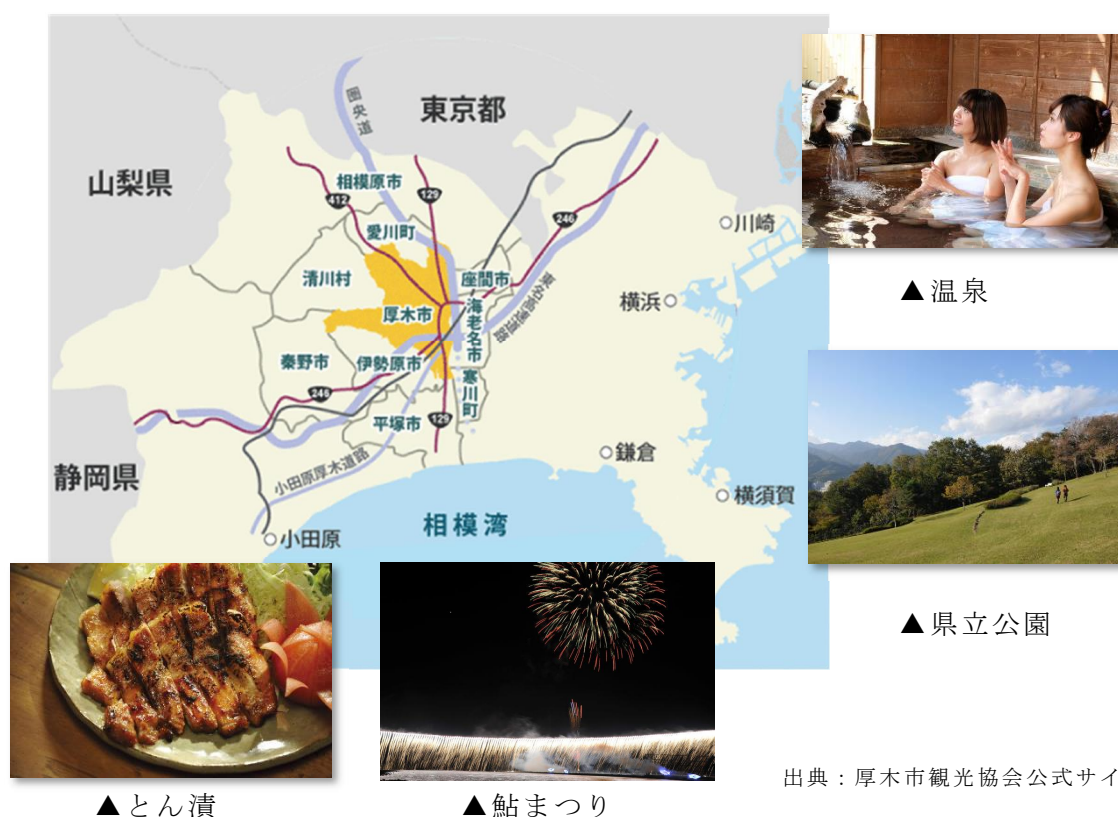 圏央道
東京都
山梨県
相模原市
129
412
246
愛川町
川崎
清川村
座間市
東名高速道路
横浜
海老名市
厚木市
▲温泉
秦野市
伊勢原市
寒川町
246
平塚市
129
鎌倉
静岡県
小田原厚木道路
横須賀
相模湾
小田原
▲県立公園
出典：厚木市観光協会公式サイ
▲とん漬
▲鮎まつり